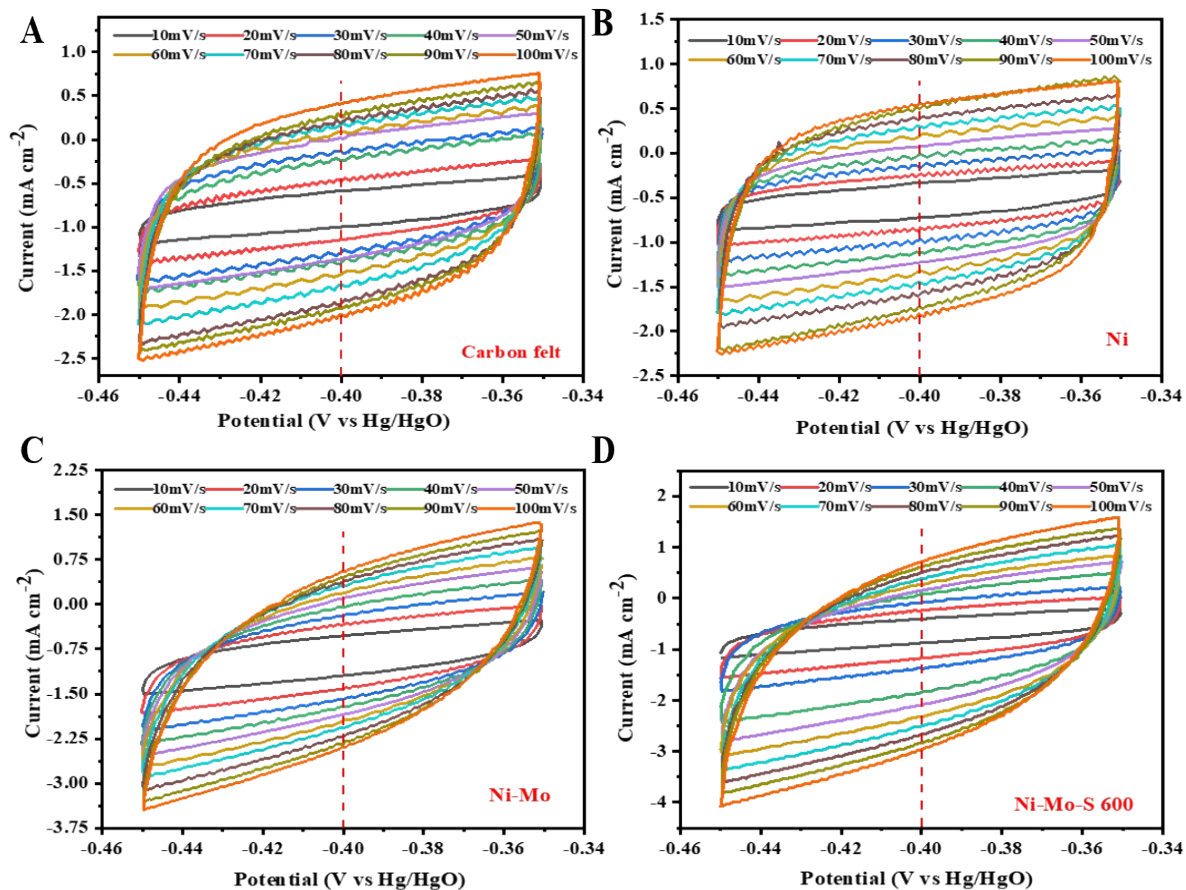 A
10mV/s 20mV/s 30mV/s 40mV/s 50mV/s
60mV/s 70mV/s 80mV/s 90mV/s 100mV/s
1.0
0.5
0.0
-0.5
-1.0
-1.5
-2.0
-2.5
Current (mA cm⁻²)
Carbon felt
-0.46 -0.44 -0.42 -0.40 -0.38 -0.36 -0.34
Potential (V vs Hg/HgO)
B
10mV/s 20mV/s 30mV/s 40mV/s 50mV/s
60mV/s 70mV/s 80mV/s 90mV/s 100mV/s
1.5
1.0
0.5
0.0
-0.5
-1.0
-1.5
-2.0
-2.5
Current (mA cm⁻²)
Ni
-0.46 -0.44 -0.42 -0.40 -0.38 -0.36 -0.34
Potential (V vs Hg/HgO)
C
10mV/s 20mV/s 30mV/s 40mV/s 50mV/s
60mV/s 70mV/s 80mV/s 90mV/s 100mV/s
2.25
1.50
0.75
0.00
-0.75
-1.50
-2.25
-3.00
-3.75
Current (mA cm⁻²)
Ni-Mo
-0.46 -0.44 -0.42 -0.40 -0.38 -0.36 -0.34
Potential (V vs Hg/HgO)
D
10mV/s 20mV/s 30mV/s 40mV/s 50mV/s
60mV/s 70mV/s 80mV/s 90mV/s 100mV/s
2
1
0
-1
-2
-3
-4
Current (mA cm⁻²)
Ni-Mo-S 600
-0.46 -0.44 -0.42 -0.40 -0.38 -0.36 -0.34
Potential (V vs Hg/HgO)